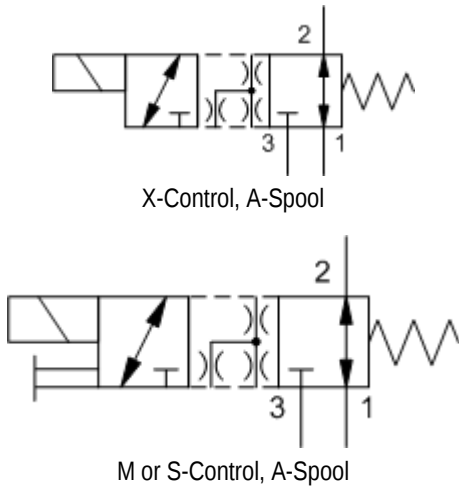 2
3 1
X-Control, A-Spool
2
3 1
M or S-Control, A-Spool